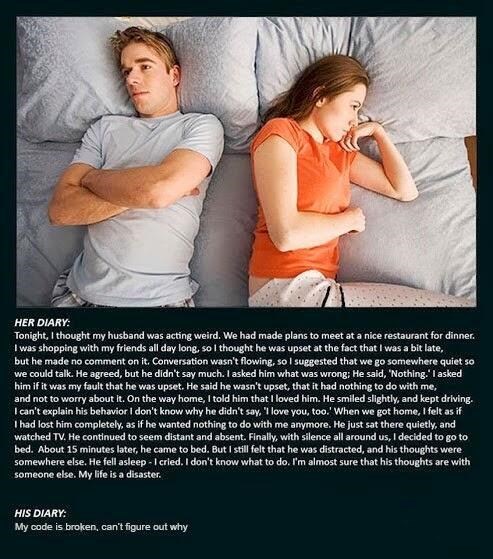 HER DIARY:
Tonight, I thought my husband was acting weird. We had made plans to meet at a nice restaurant for dinner.
I was shopping with my friends all day long, so I thought he was upset at the fact that I was a bit late,
but he made no comment on it. Conversation wasn't flowing, so I suggested that we go somewhere quiet so
we could talk. He agreed, but he didn't say much. I asked him what was wrong; He said, 'Nothing.' I asked
him if it was my fault that he was upset. He said he wasn't upset, that it had nothing to do with me,
and not to worry about it. On the way home, I told him that I loved him. He smiled slightly, and kept driving.
I can't explain his behavior I don't know why he didn't say, 'I love you, too.' When we got home, I felt as if
I had lost him completely, as if he wanted nothing to do with me anymore. He just sat there quietly, and
watched TV. He continued to seem distant and absent. Finally, with silence all around us, I decided to go to
bed. About 15 minutes later, he came to bed. But I still felt that he was distracted, and his thoughts were
somewhere else. He fell asleep - I cried. I don't know what to do. I'm almost sure that his thoughts are with
someone else. My life is a disaster.
HIS DIARY:
My code is broken, can't figure out why